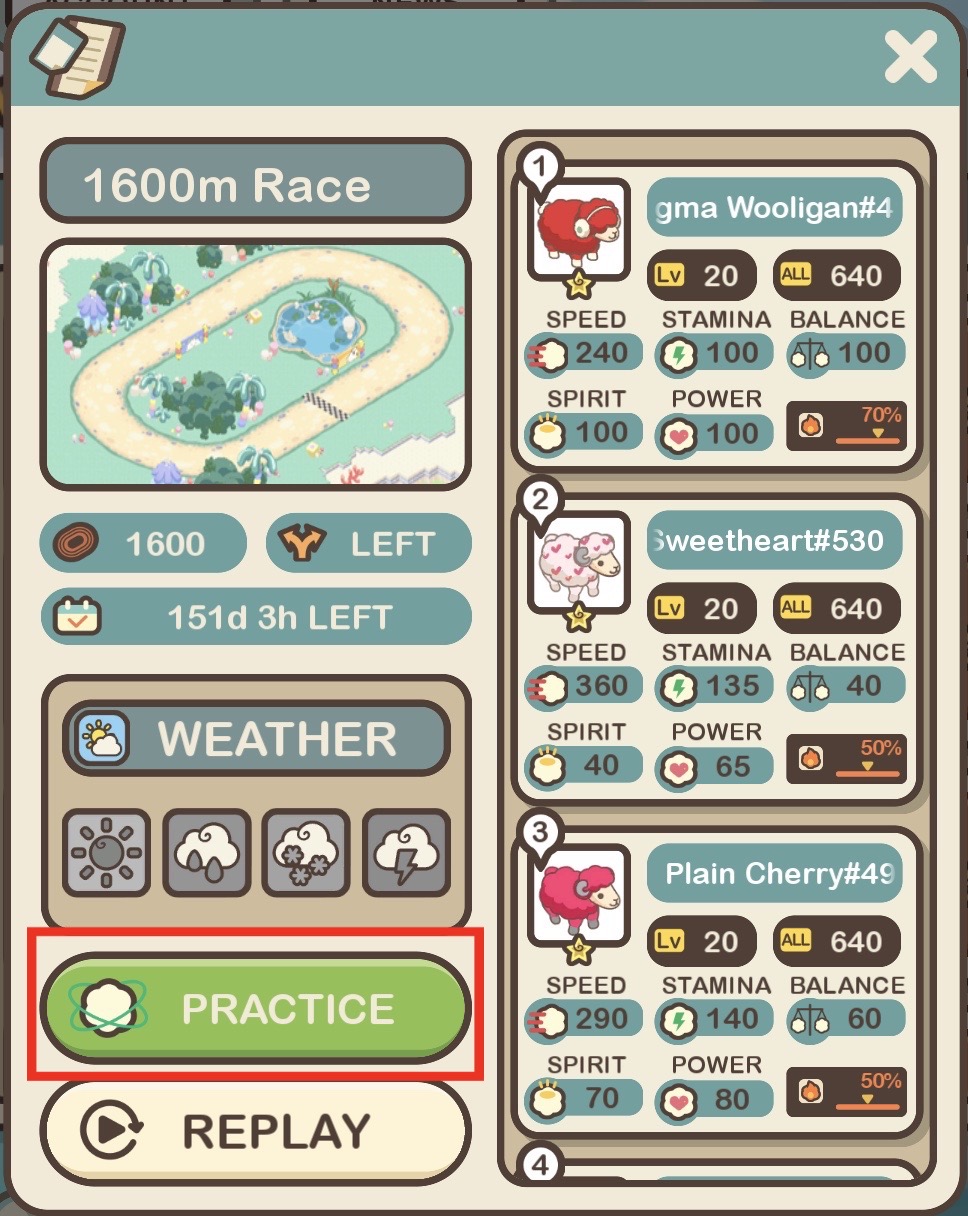 1600m Race
1600
LEFT
151d 3h LEFT
WEATHER
PRACTICE
REPLAY
1
gma Wooligan#4
Lv 20
ALL 640
SPEED STAMINA BALANCE
240 100 100
SPIRIT POWER
100 100 70%
2
Sweetheart#530
Lv 20
ALL 640
SPEED STAMINA BALANCE
360 135 40
SPIRIT POWER
40 65 50%
3
Plain Cherry#49
Lv 20
ALL 640
SPEED STAMINA BALANCE
290 140 60
SPIRIT POWER
70 80 50%
4